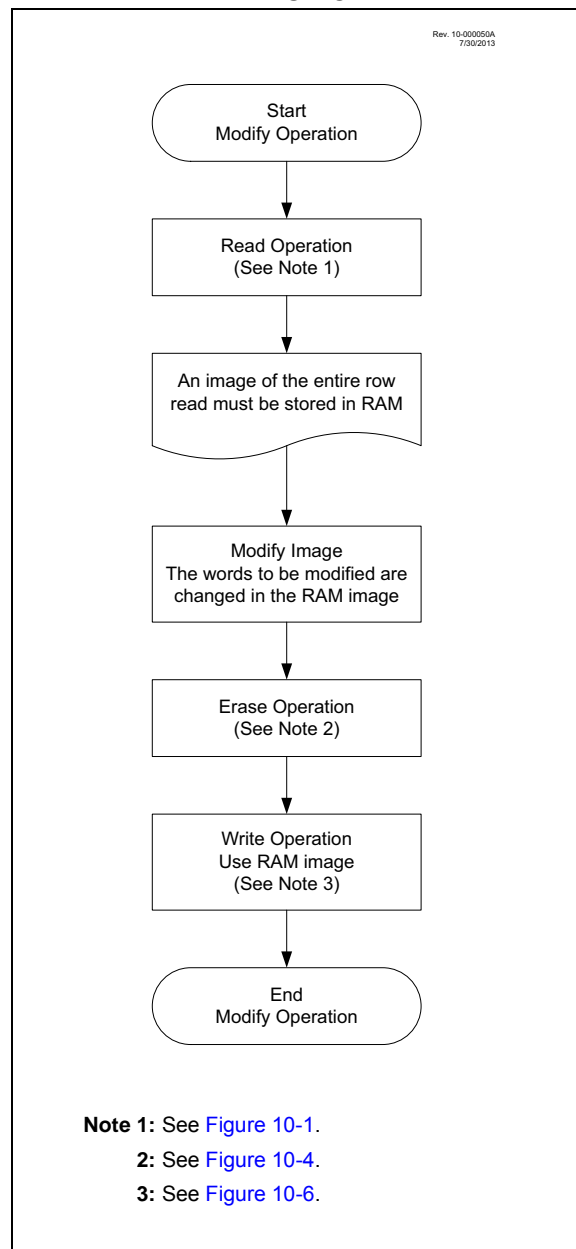 Rev. 10-000050A
7/30/2013
Start
Modify Operation
Read Operation
(See Note 1)
An image of the entire row
read must be stored in RAM
Modify Image
The words to be modified are
changed in the RAM image
Erase Operation
(See Note 2)
Write Operation
Use RAM image
(See Note 3)
End
Modify Operation
Note 1: See Figure 10-1.
2: See Figure 10-4.
3: See Figure 10-6.